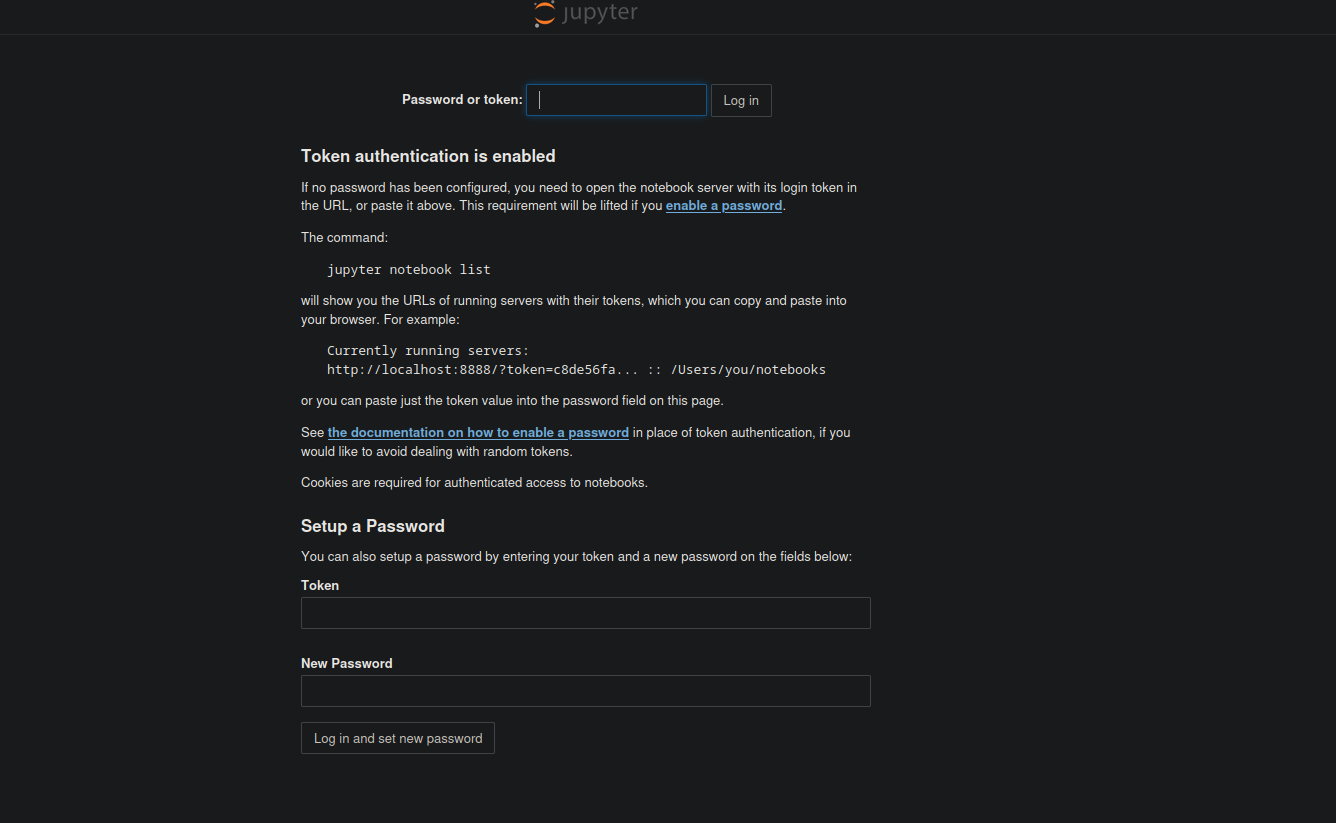 jupyter
Password or token:
Log in
Token authentication is enabled
If no password has been configured, you need to open the notebook server with its login token in
the URL, or paste it above. This requirement will be lifted if you enable a password.
The command:
jupyter notebook list
will show you the URLs of running servers with their tokens, which you can copy and paste into
your browser. For example:
Currently running servers:
http://localhost:8888/?token=c8de56fa... :: /Users/you/notebooks
or you can paste just the token value into the password field on this page.
See the documentation on how to enable a password in place of token authentication, if you
would like to avoid dealing with random tokens.
Cookies are required for authenticated access to notebooks.
Setup a Password
You can also setup a password by entering your token and a new password on the fields below:
Token
New Password
Log in and set new password